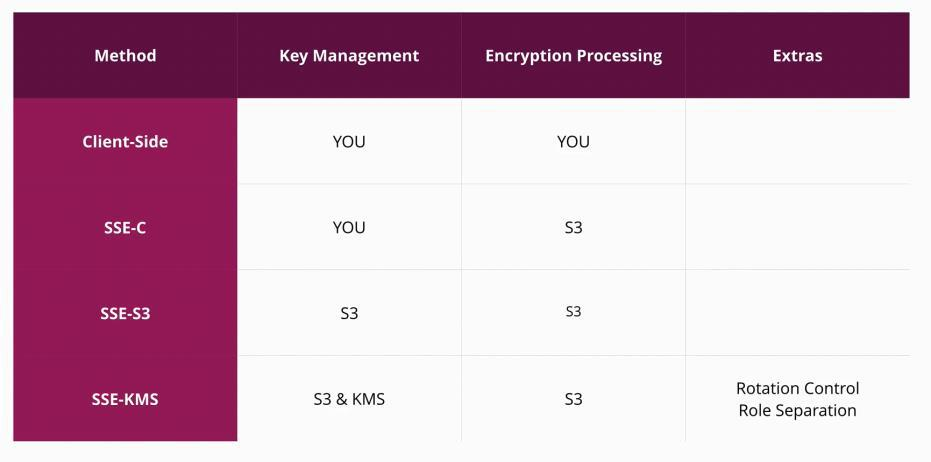 Method Key Management Encryption Processing Extras
Client-Side YOU YOU
SSE-C YOU S3
SSE-S3 S3 S3
SSE-KMS S3 & KMS S3 Rotation Control
Role Separation